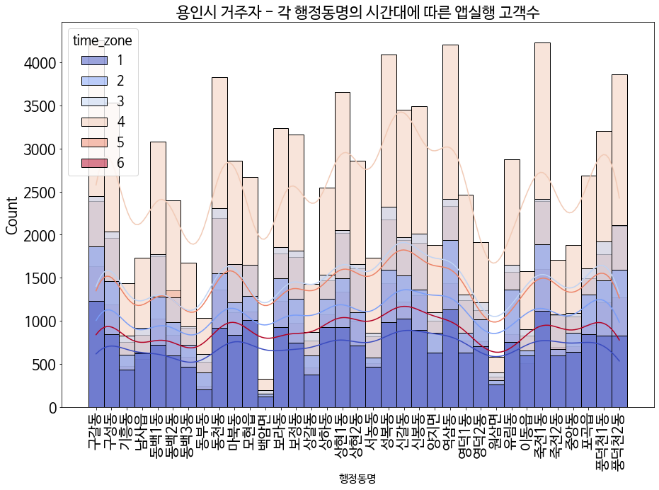 용인시 거주자 - 각 행정동명의 시간대에 따른 앱실행 고객수
time_zone
1
2
3
4
5
6
Count
4000
3500
3000
2500
2000
1500
1000
500
0
구갈동
구성동
기흥동
남사읍
동백1동
동백2동
동백3동
동부동
동천동
마북동
모현읍
백암면
보라동
보정동
상갈동
상하동
상현1동
상현2동
서농동
성복동
신갈동
신봉동
양지면
역삼동
영덕1동
영덕2동
원삼면
유림동
이동읍
죽전1동
죽전2동
중앙동
포곡읍
풍덕천1동
풍덕천2동
행정동명